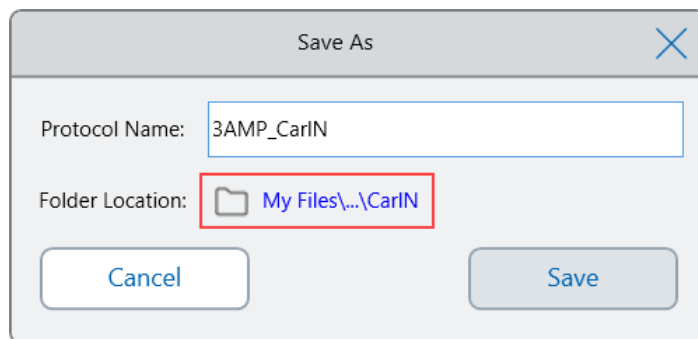 Save As
Protocol Name: 3AMP_CarIN
Folder Location: My Files\...\CarIN
Cancel Save